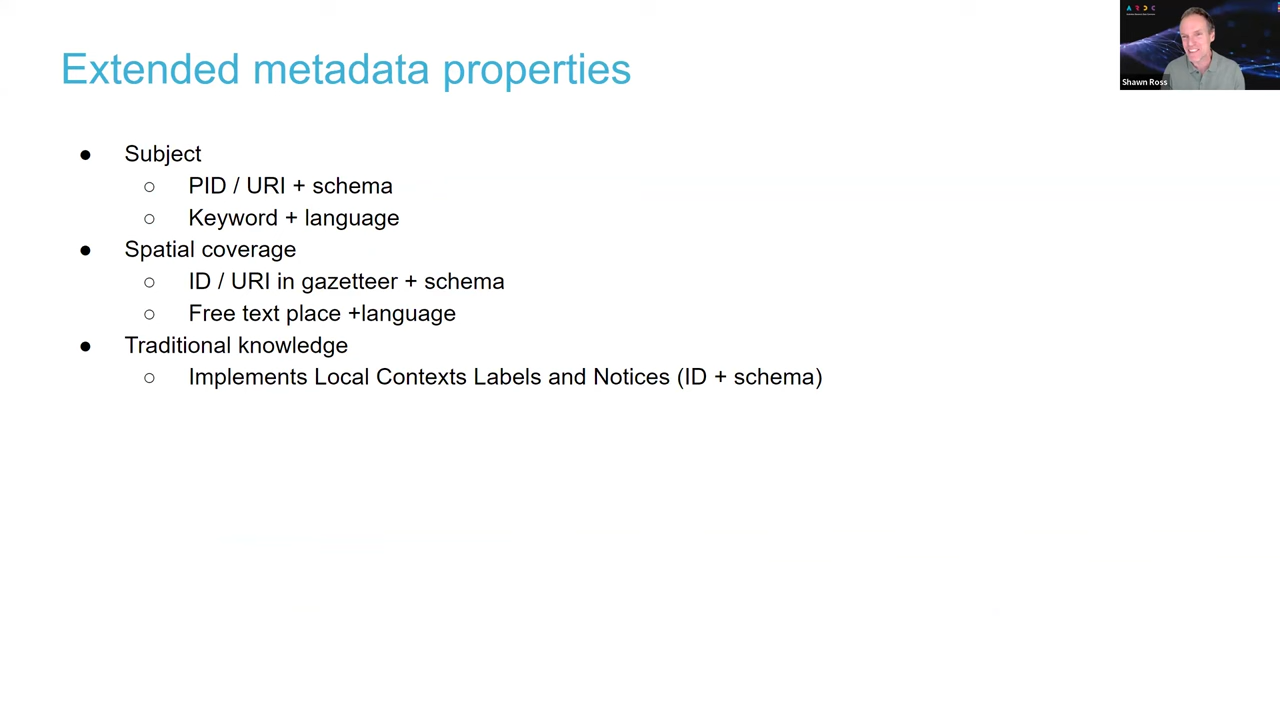 Extended metadata properties
● Subject
○ PID / URI + schema
○ Keyword + language
● Spatial coverage
○ ID / URI in gazetteer + schema
○ Free text place +language
● Traditional knowledge
○ Implements Local Contexts Labels and Notices (ID + schema)
A R D C
Shawn Ross